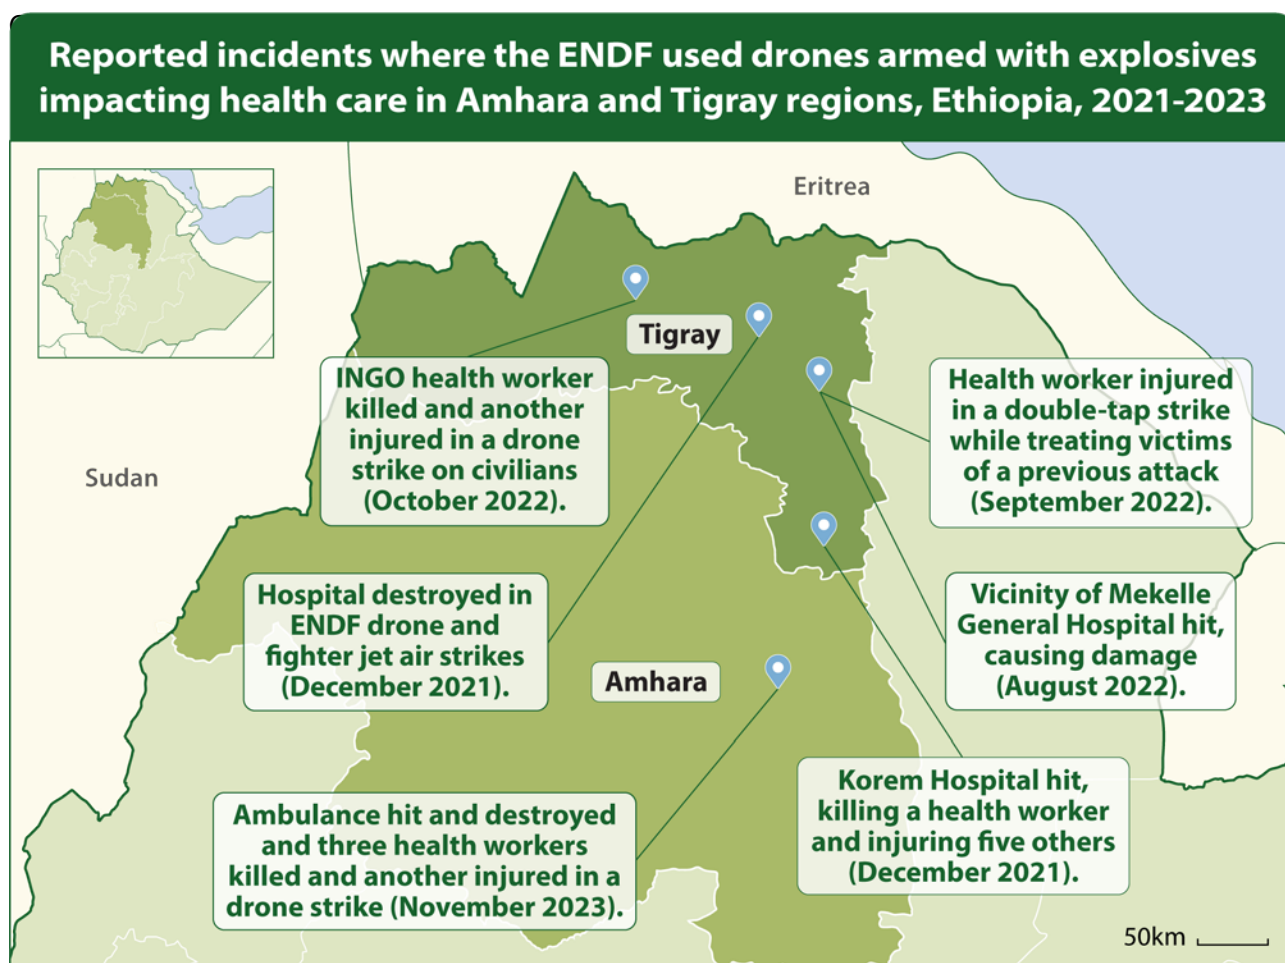 Reported incidents where the ENDF used drones armed with explosives
impacting health care in Amhara and Tigray regions, Ethiopia, 2021-2023
Eritrea
Tigray
INGO health worker
killed and another
injured in a drone
strike on civilians
(October 2022).
Health worker injured
in a double-tap strike
while treating victims
of a previous attack
(September 2022).
Sudan
Hospital destroyed in
ENDF drone and
fighter jet air strikes
(December 2021).
Vicinity of Mekelle
General Hospital hit,
causing damage
(August 2022).
Amhara
Ambulance hit and destroyed
and three health workers
killed and another injured in a
drone strike (November 2023).
Korem Hospital hit,
killing a health worker
and injuring five others
(December 2021).
50km